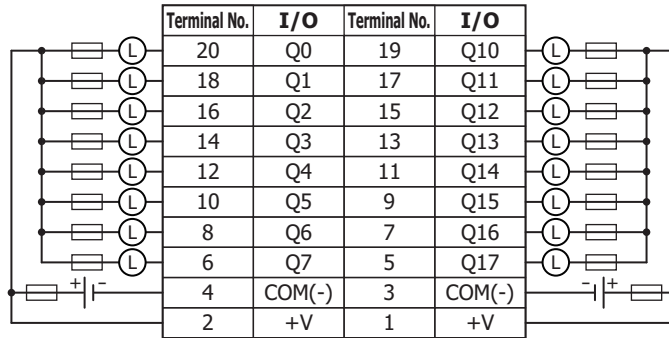 Terminal No. I/O Terminal No. I/O
L 20 Q0 19 Q10 L
L 18 Q1 17 Q11 L
L 16 Q2 15 Q12 L
L 14 Q3 13 Q13 L
L 12 Q4 11 Q14 L
L 10 Q5 9 Q15 L
L 8 Q6 7 Q16 L
L 6 Q7 5 Q17 L
+ - 4 COM(-) 3 COM(-) - +
2 +V 1 +V